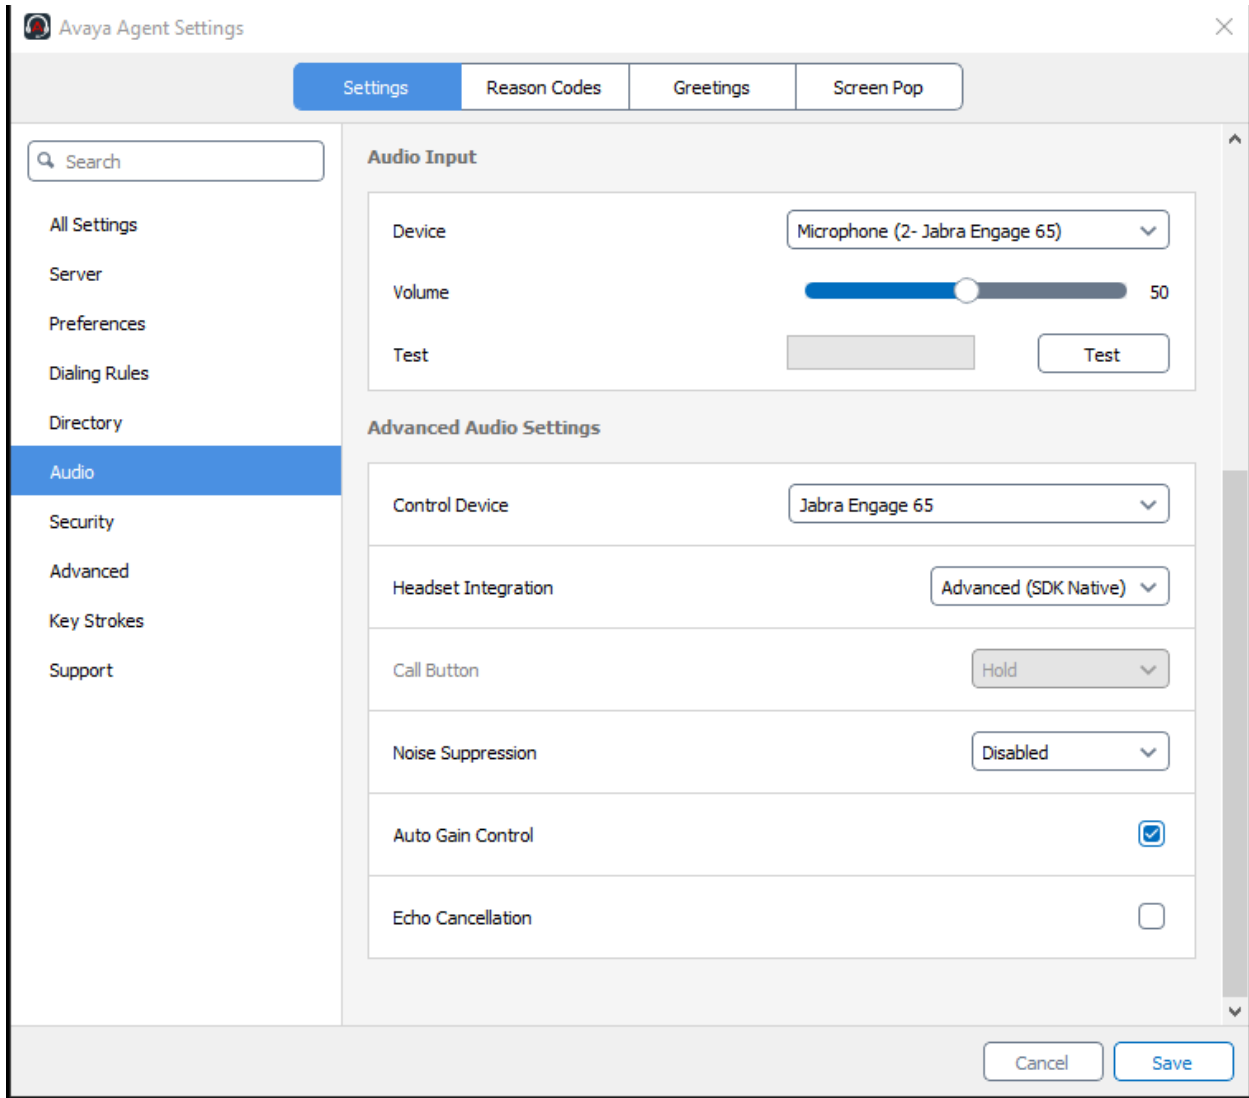 Avaya Agent Settings
Settings
Reason Codes
Greetings
Screen Pop
Search
All Settings
Server
Preferences
Dialing Rules
Directory
Audio
Security
Advanced
Key Strokes
Support
Audio Input
Device
Microphone (2- Jabra Engage 65)
Volume
50
Test
Test
Advanced Audio Settings
Control Device
Jabra Engage 65
Headset Integration
Advanced (SDK Native)
Call Button
Hold
Noise Suppression
Disabled
Auto Gain Control
Echo Cancellation
Cancel
Save